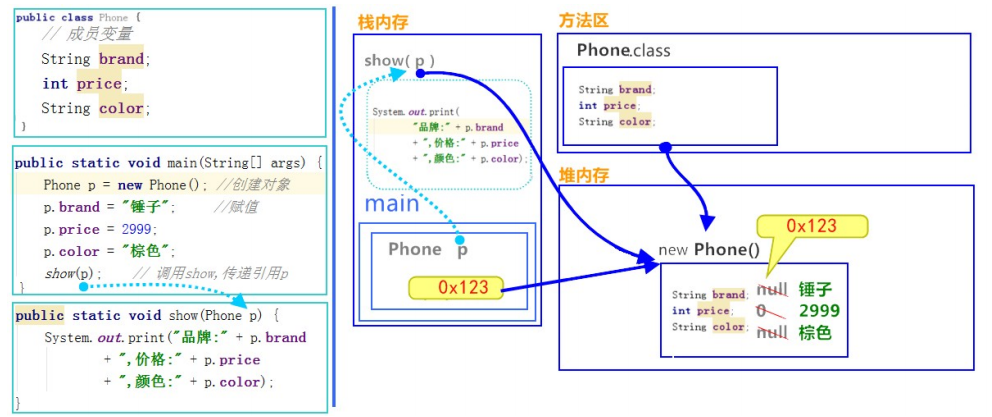 public class Phone {
// 成员变量
String brand;
int price;
String color;
}
public static void main(String[] args) {
Phone p = new Phone(); //创建对象
p.brand = "锤子"; //赋值
p.price = 2999;
p.color = "棕色";
show(p); // 调用show,传递引用p
}
public static void show(Phone p) {
System.out.print("品牌:" + p.brand
+ ",价格:" + p.price
+ ",颜色:" + p.color);
}
栈内存
show( p )
System.out.print(
"品牌:" + p.brand
+ ",价格:" + p.price
+ ",颜色:" + p.color);
main
Phone p
0x123
方法区
Phone.class
String brand;
int price;
String color;
堆内存
0x123
new Phone()
String brand; null 锤子
int price; 0 2999
String color; null 棕色